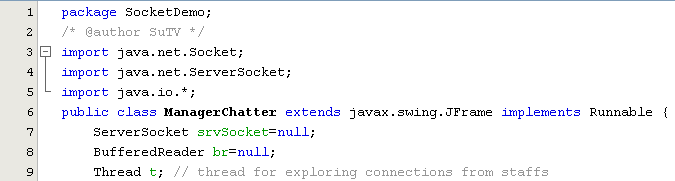 1 package SocketDemo;
2 /* @author SuTV */
3 import java.net.Socket;
4 import java.net.ServerSocket;
5 import java.io.*;
6 public class ManagerChatter extends javax.swing.JFrame implements Runnable {
7 ServerSocket srvSocket=null;
8 BufferedReader br=null;
9 Thread t; // thread for exploring connections from staffs